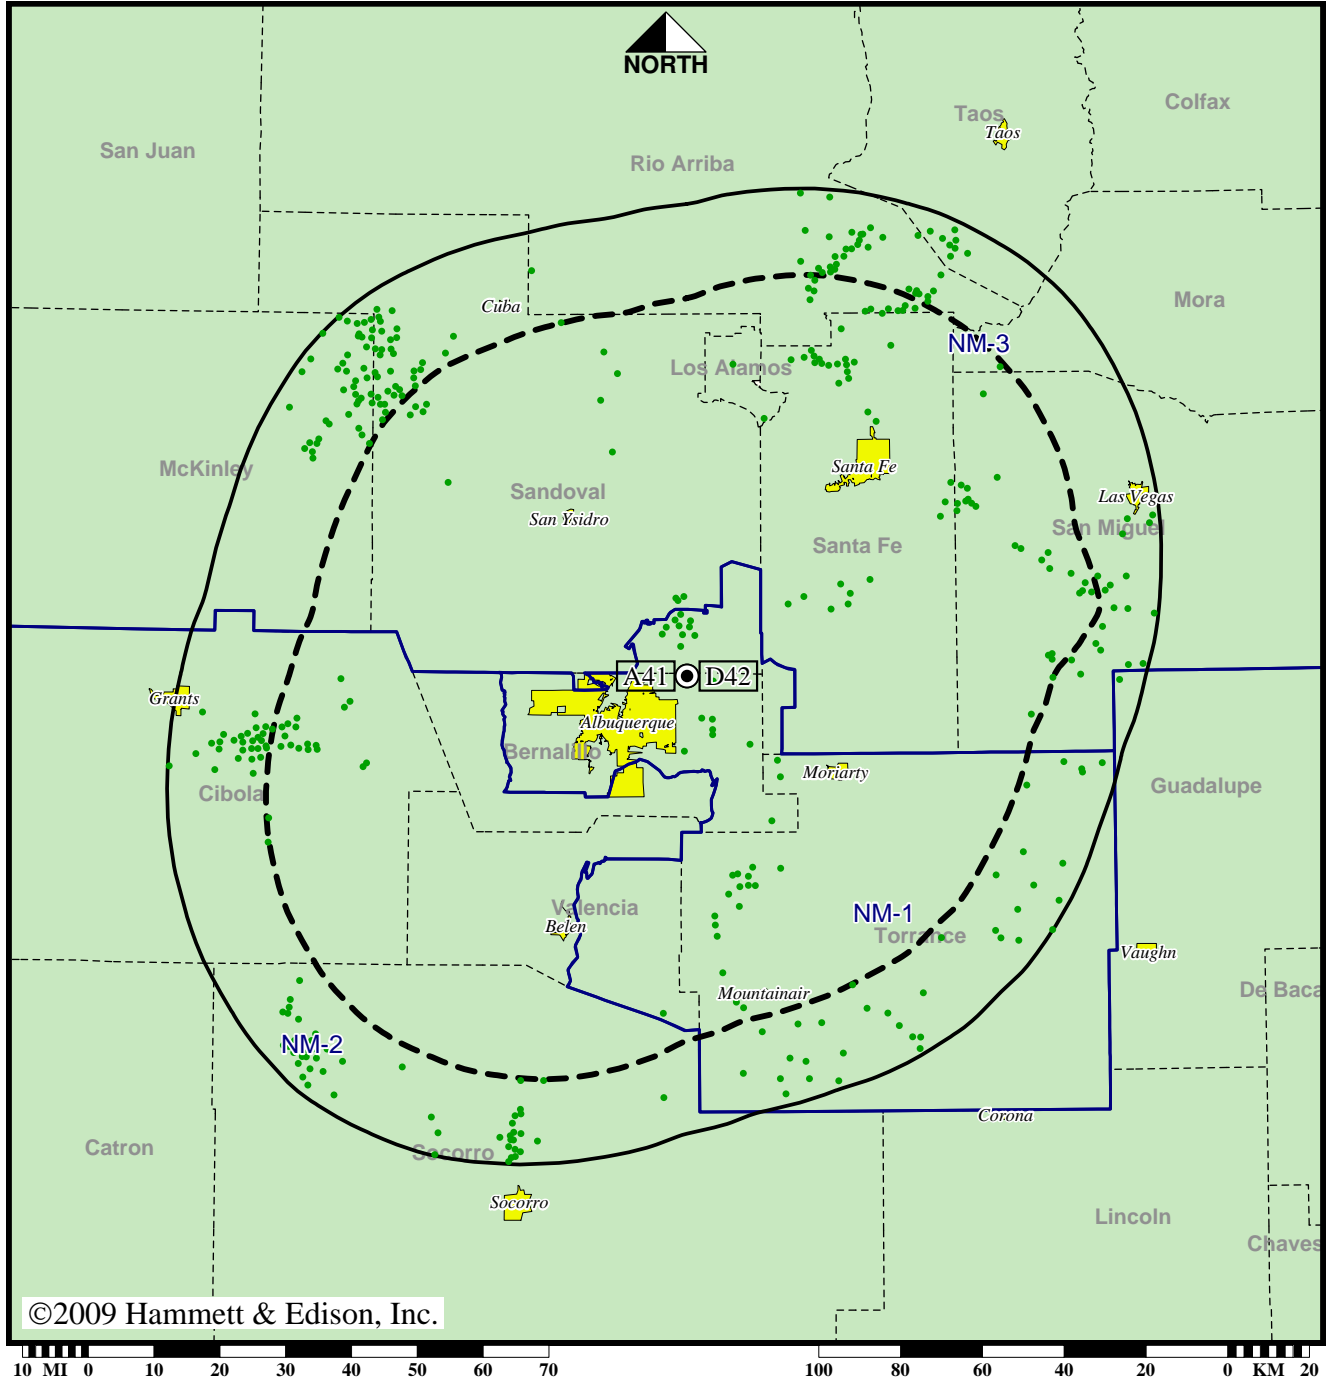 NORTH
Colfax
Taos
Taos
San Juan
Rio Arriba
Mora
Cuba
NM-3
Los Alamos
McKinley
Santa Fe
Sandoval
Las Vegas
San Ysidro
San Miguel
Santa Fe
A41
D42
Grants
Albuquerque
Bernalillo
Moriarty
Cibola
Guadalupe
Valencia
NM-1
Belen
Torrance
Vaughn
Mountainair
De Baca
NM-2
Corona
Catron
Socorro
Socorro
Lincoln
Chaves
©2009 Hammett & Edison, Inc.
10 MI 0 10 20 30 40 50 60 70 100 80 60 40 20 0 KM 20